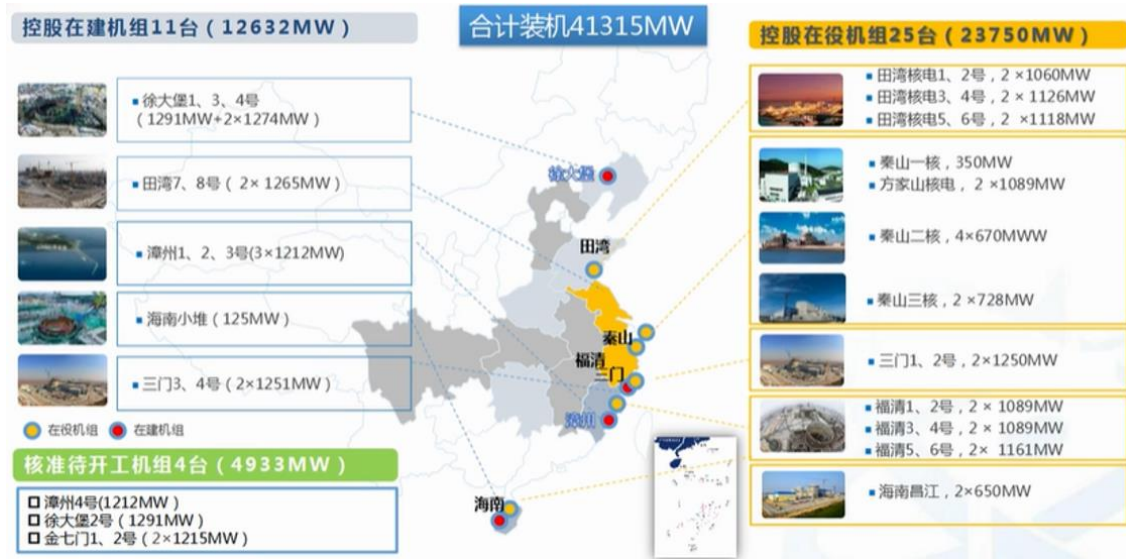 控股在建机组11台（12632MW）
合计装机41315MW
控股在役机组25台（23750MW）
徐大堡1、3、4号
（1291MW+2×1274MW）
田湾7、8号（2×1265MW）
漳州1、2、3号(3×1212MW)
海南小堆（125MW）
三门3、4号（2×1251MW）
在役机组
在建机组
核准待开工机组4台（4933MW）
漳州4号(1212MW）
徐大堡2号（1291MW）
金七门1、2号（2×1215MW）
徐大堡
田湾
秦山
福清
三门
漳州
海南
田湾核电1、2号，2×1060MW
田湾核电3、4号，2×1126MW
田湾核电5、6号，2×1118MW
秦山一核，350MW
方家山核电，2×1089MW
秦山二核，4×670MWW
秦山三核，2×728MW
三门1、2号，2×1250MW
福清1、2号，2×1089MW
福清3、4号，2×1089MW
福清5、6号，2×1161MW
海南昌江，2×650MW